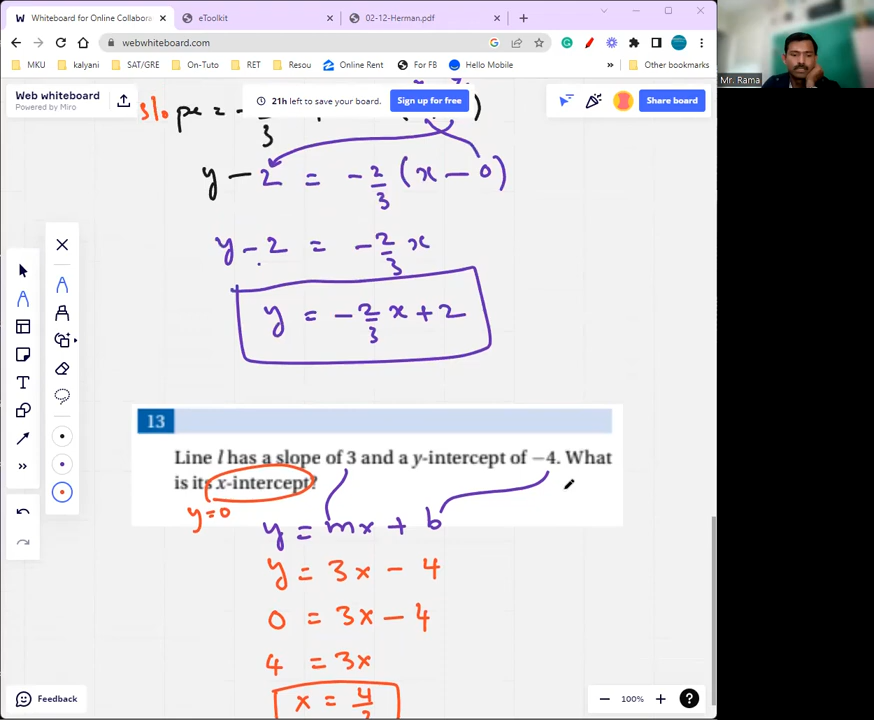 Whiteboard for Online Collabora
eToolkit
02-12-Herman.pdf
webwhiteboard.com
MKU
kalyani
SAT/GRE
On-Tuto
RET
Resou
Online Rent
For FB
Hello Mobile
Other bookmarks
Mr. Rama
Web whiteboard
Powered by Miro
21h left to save your board.
Sign up for free
Share board
slope = -
3
y - 2 = -2/3 (x - 0)
y - 2 = -2/3 x
y = -2/3 x + 2
13
Line l has a slope of 3 and a y-intercept of −4. What
is its x-intercept?
y=0
y = mx + b
y = 3x - 4
0 = 3x - 4
4 = 3x
x = 4/3
Feedback
100%